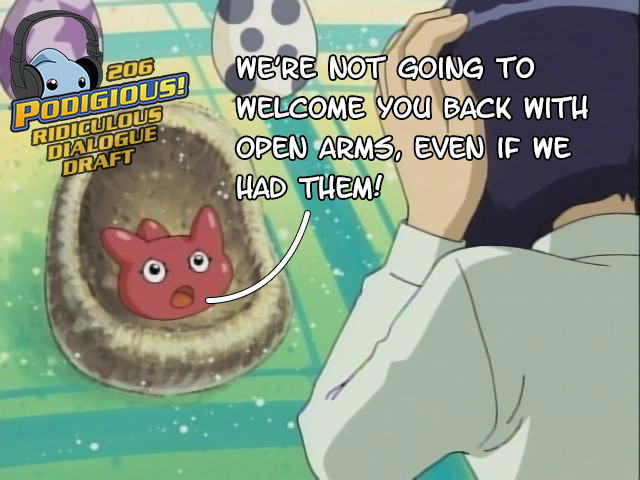 206
PODIGIOUS!
RIDICULOUS
DIALOGUE
DRAFT
WE'RE NOT GOING TO
WELCOME YOU BACK WITH
OPEN ARMS, EVEN IF WE
HAD THEM!